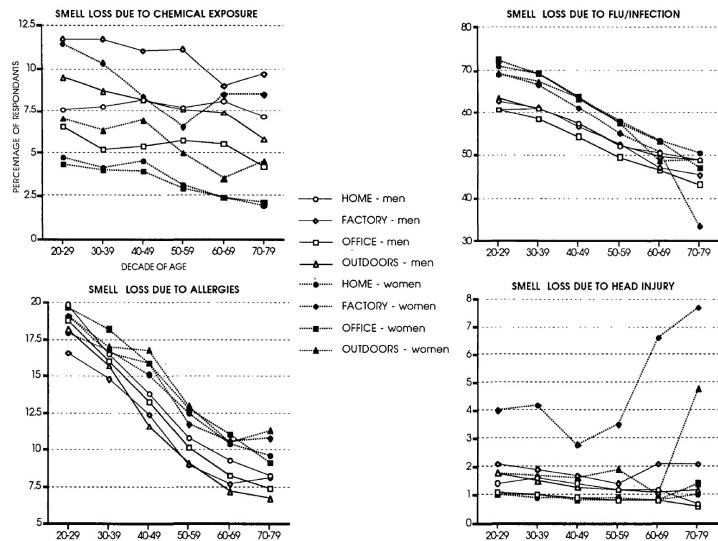 SMELL LOSS DUE TO CHEMICAL EXPOSURE
PERCENTAGE OF RESPONDANTS
12.5
10
7.5
5
2.5
0
20-29 30-39 40-49 50-59 60-69 70-79
DECADE OF AGE
SMELL LOSS DUE TO FLU/INFECTION
80
70
60
50
40
30
20-29 30-39 40-49 50-59 60-69 70-79
HOME - men
FACTORY - men
OFFICE - men
OUTDOORS - men
HOME - women
FACTORY - women
OFFICE - women
OUTDOORS - women
SMELL LOSS DUE TO ALLERGIES
20
17.5
15
12.5
10
7.5
5
20-29 30-39 40-49 50-59 60-69 70-79
SMELL LOSS DUE TO HEAD INJURY
8
7
6
5
4
3
2
1
0
20-29 30-39 40-49 50-59 60-69 70-79